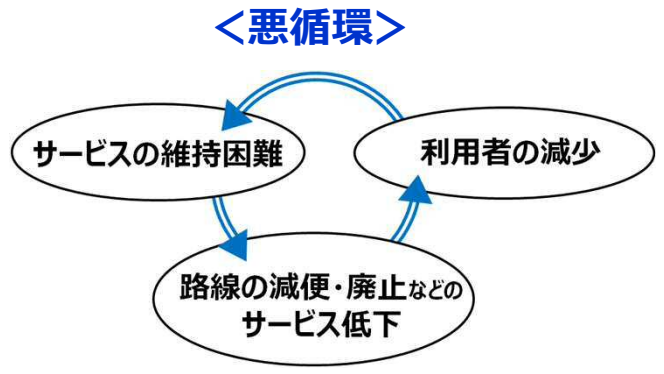 ＜悪循環＞
サービスの維持困難
利用者の減少
路線の減便・廃止などの
サービス低下